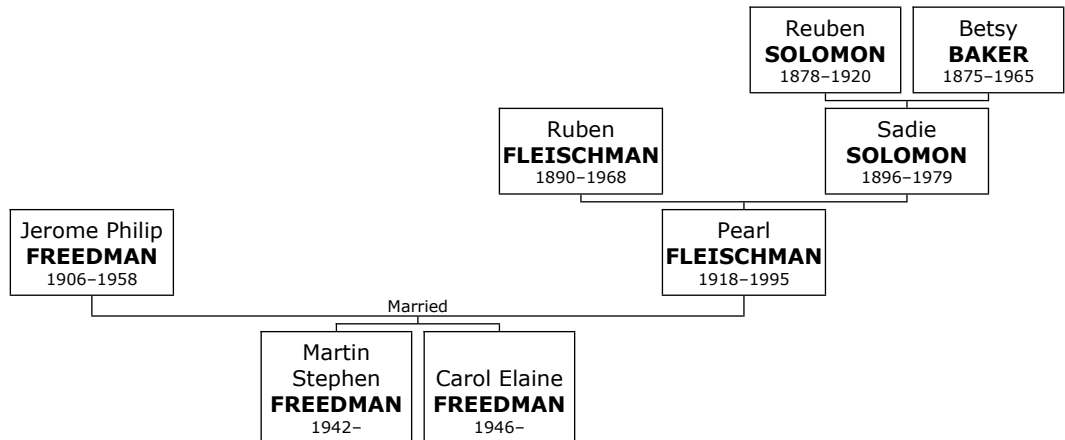 Reuben
SOLOMON
1878–1920
Betsy
BAKER
1875–1965
Ruben
FLEISCHMAN
1890–1968
Sadie
SOLOMON
1896–1979
Jerome Philip
FREEDMAN
1906–1958
Pearl
FLEISCHMAN
1918–1995
Married
Martin
Stephen
FREEDMAN
1942–
Carol Elaine
FREEDMAN
1946–